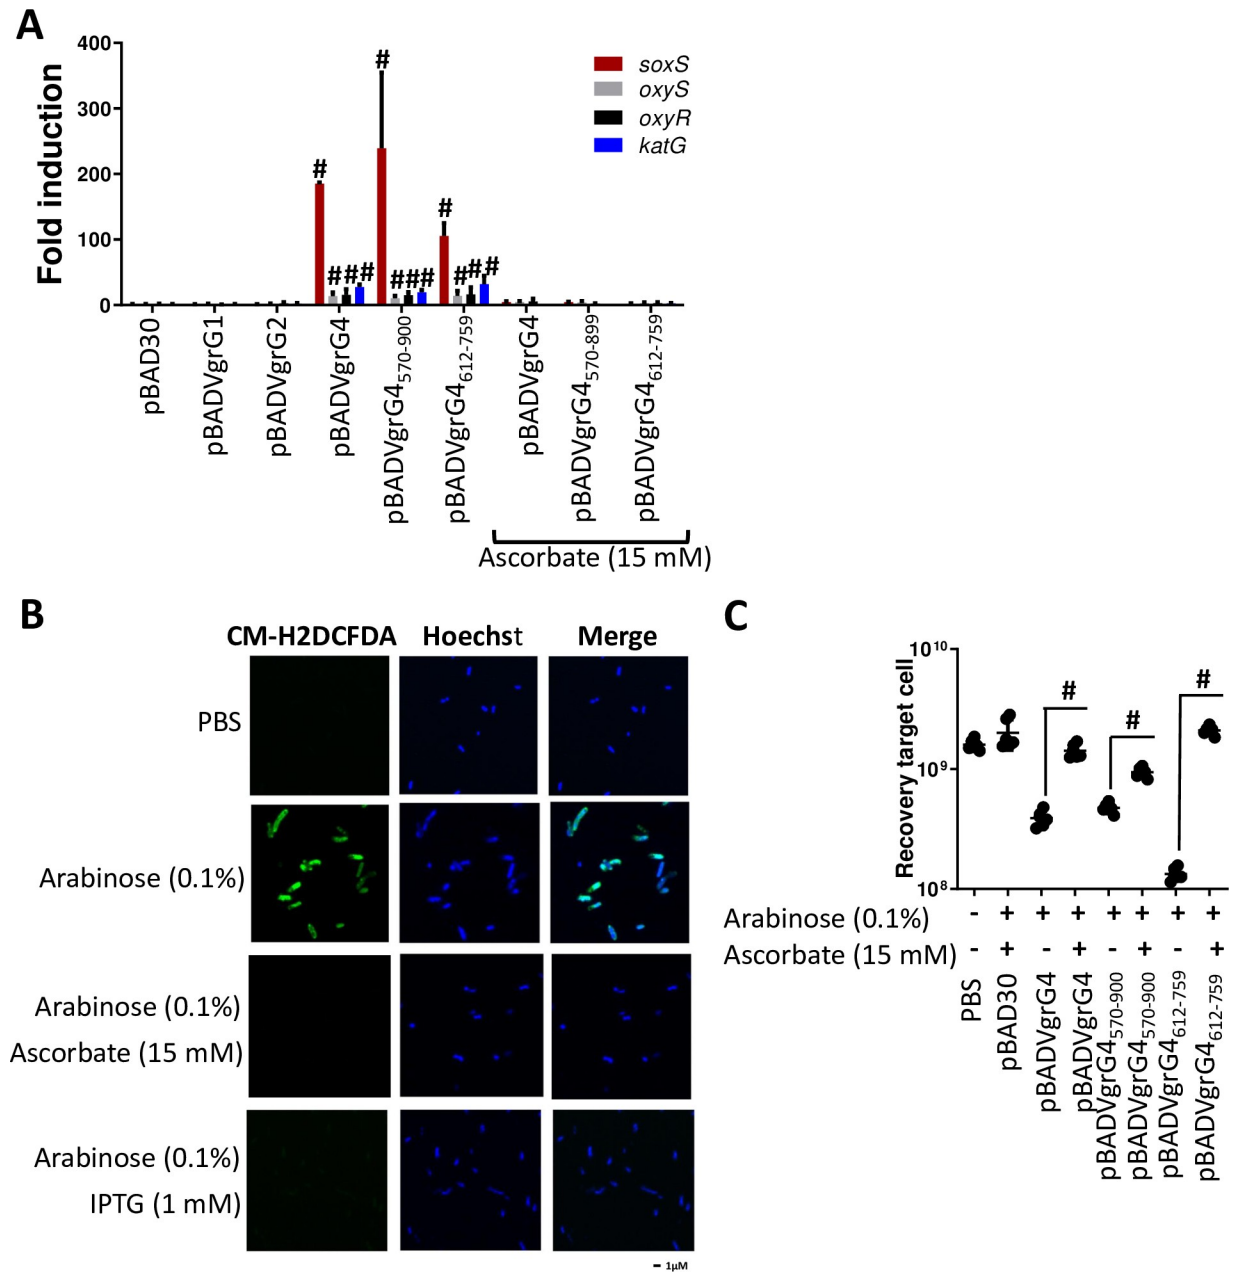 A
Fold induction
400
300
200
100
0
#
#
#
# # #
###
# # #
soxS
oxyS
oxyR
katG
pBAD30
pBADVgrG1
pBADVgrG2
pBADVgrG4
pBADVgrG4570-900
pBADVgrG4612-759
pBADVgrG4
pBADVgrG4570-899
pBADVgrG4612-759
Ascorbate (15 mM)
B
CM-H2DCFDA Hoechst Merge
PBS
Arabinose (0.1%)
Arabinose (0.1%)
Ascorbate (15 mM)
Arabinose (0.1%)
IPTG (1 mM)
1µM
C
Recovery target cell
10^10
10^9
10^8
#
#
#
Arabinose (0.1%) - + + + + + + +
Ascorbate (15 mM) - + - + - + - +
PBS
pBAD30
pBADVgrG4
pBADVgrG4
pBADVgrG4570-900
pBADVgrG4570-900
pBADVgrG4612-759
pBADVgrG4612-759